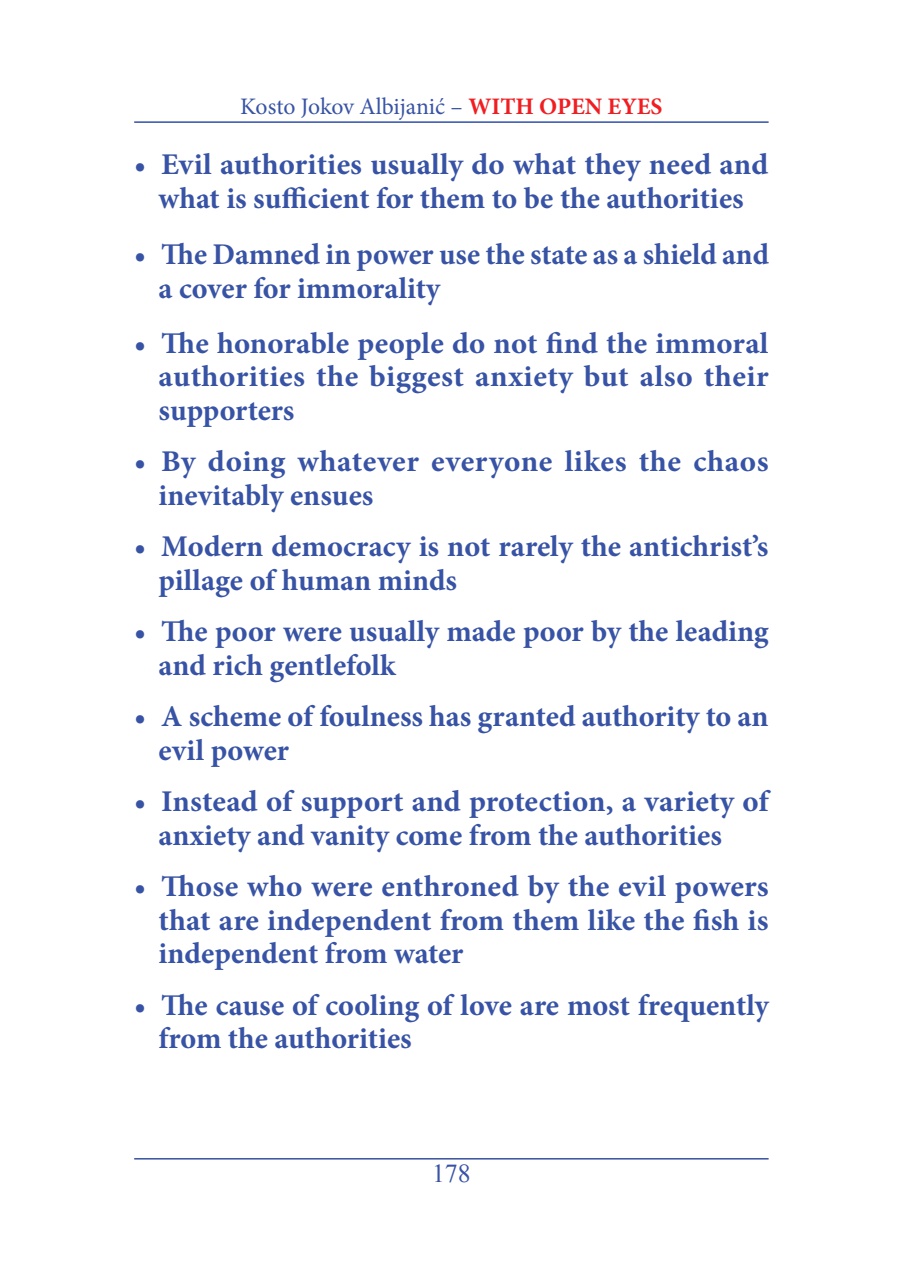 Kosto Jokov Albijanić – WITH OPEN EYES
• Evil authorities usually do what they need and
what is sufficient for them to be the authorities
• The Damned in power use the state as a shield and
a cover for immorality
• The honorable people do not find the immoral
authorities the biggest anxiety but also their
supporters
• By doing whatever everyone likes the chaos
inevitably ensues
• Modern democracy is not rarely the antichrist’s
pillage of human minds
• The poor were usually made poor by the leading
and rich gentlefolk
• A scheme of foulness has granted authority to an
evil power
• Instead of support and protection, a variety of
anxiety and vanity come from the authorities
• Those who were enthroned by the evil powers
that are independent from them like the fish is
independent from water
• The cause of cooling of love are most frequently
from the authorities
178